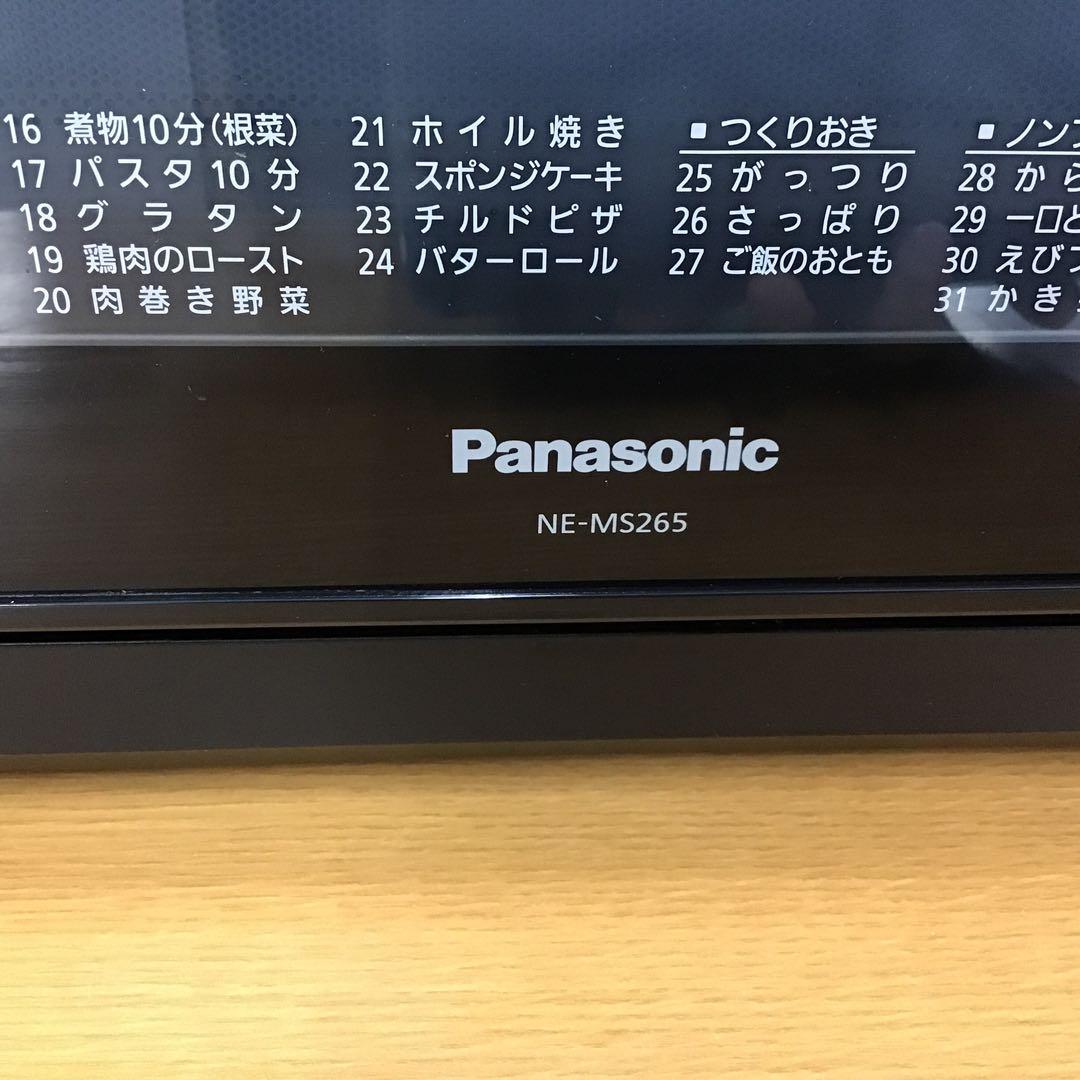 16 煮物10分(根菜)
17 パスタ10分
18 グラタン
19 鶏肉のロースト
20 肉巻き野菜
21 ホイル焼き
22 スポンジケーキ
23 チルドピザ
24 バターロール
■つくりおき
25 がっつり
26 さっぱり
27 ご飯のおとも
■ノン
28 から
29 一口と
30 えび
31 かき
Panasonic
NE-MS265